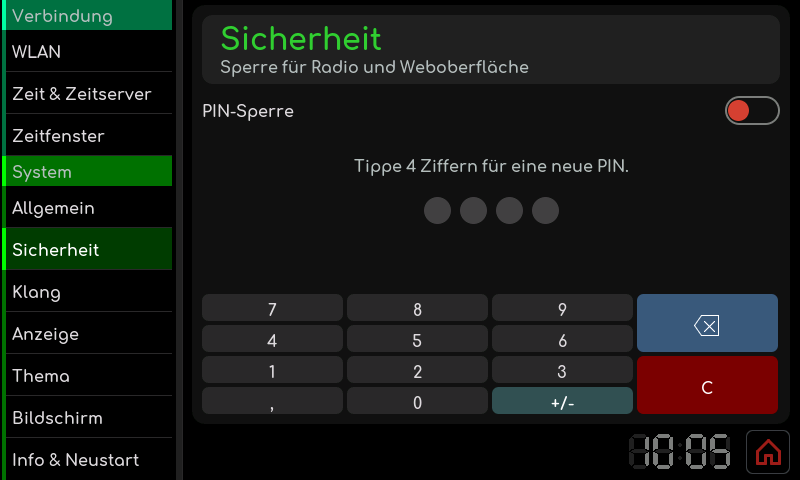 Verbindung
WLAN
Zeit & Zeitserver
Zeitfenster
System
Allgemein
Sicherheit
Klang
Anzeige
Thema
Bildschirm
Info & Neustart
Sicherheit
Sperre für Radio und Weboberfläche
PIN-Sperre
Tippe 4 Ziffern für eine neue PIN.
7 8 9
4 5 6
1 2 3 C
, 0 +/-
10:05